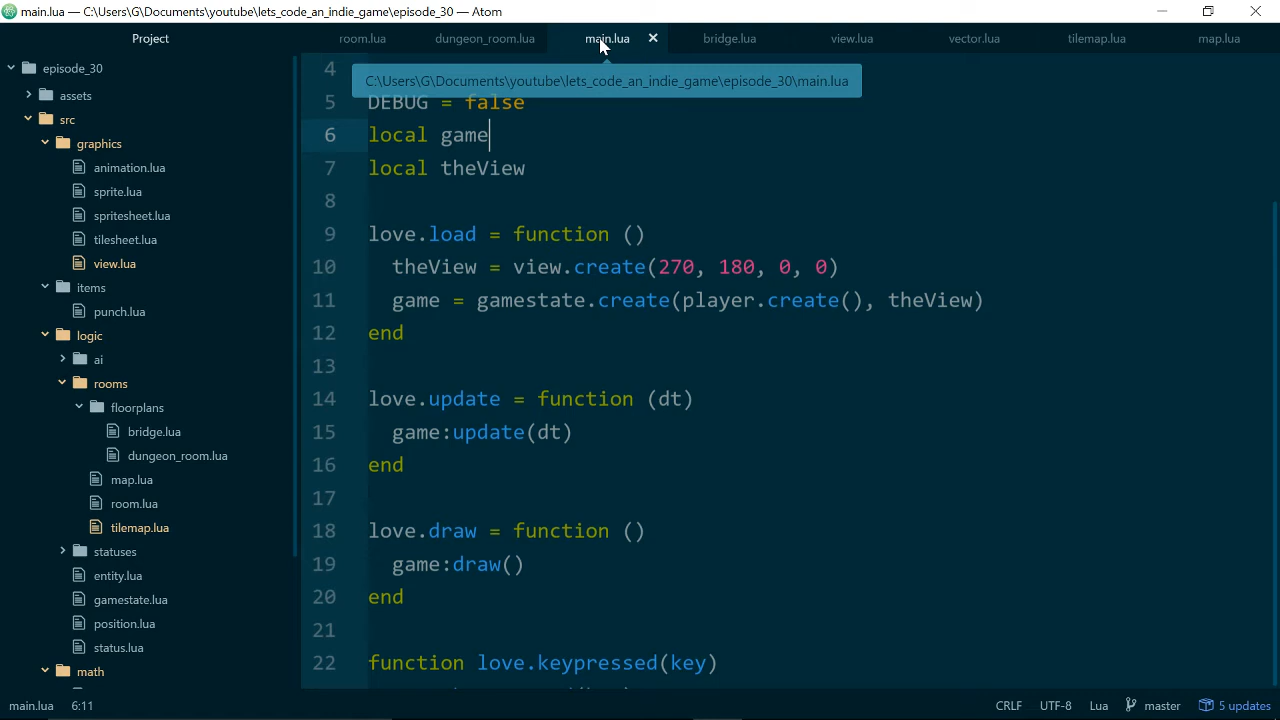 main.lua — C:\Users\G\Documents\youtube\lets_code_an_indie_game\episode_30 — Atom
Project
room.lua
dungeon_room.lua
main.lua
bridge.lua
view.lua
vector.lua
tilemap.lua
map.lua
C:\Users\G\Documents\youtube\lets_code_an_indie_game\episode_30\main.lua
episode_30
assets
src
graphics
animation.lua
sprite.lua
spritesheet.lua
tilesheet.lua
view.lua
items
punch.lua
logic
ai
rooms
floorplans
bridge.lua
dungeon_room.lua
map.lua
room.lua
tilemap.lua
statuses
entity.lua
gamestate.lua
position.lua
status.lua
math
4
5 DEBUG = false
6 local game
7 local theView
8
9 love.load = function ()
10 theView = view.create(270, 180, 0, 0)
11 game = gamestate.create(player.create(), theView)
12 end
13
14 love.update = function (dt)
15 game:update(dt)
16 end
17
18 love.draw = function ()
19 game:draw()
20 end
21
22 function love.keypressed(key)
main.lua 6:11 CRLF UTF-8 Lua master 5 updates